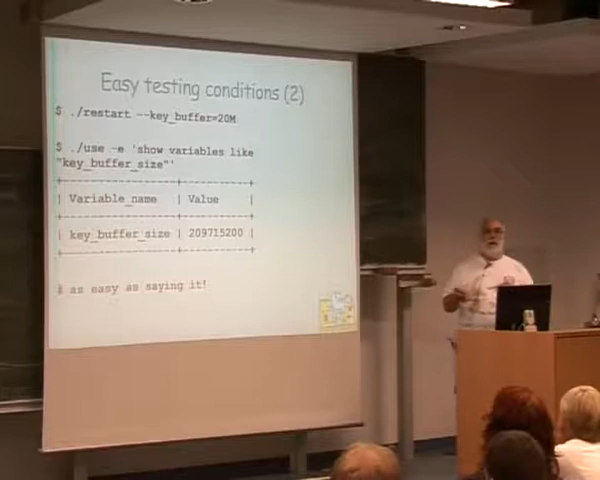 Easy testing conditions (2)
$ ./restart --key_buffer=20M
$ ./use -e 'show variables like
"key_buffer_size"'
+-----------------+-----------+
| Variable_name | Value |
+-----------------+-----------+
| key_buffer_size | 209715200 |
+-----------------+-----------+
# as easy as saying it!